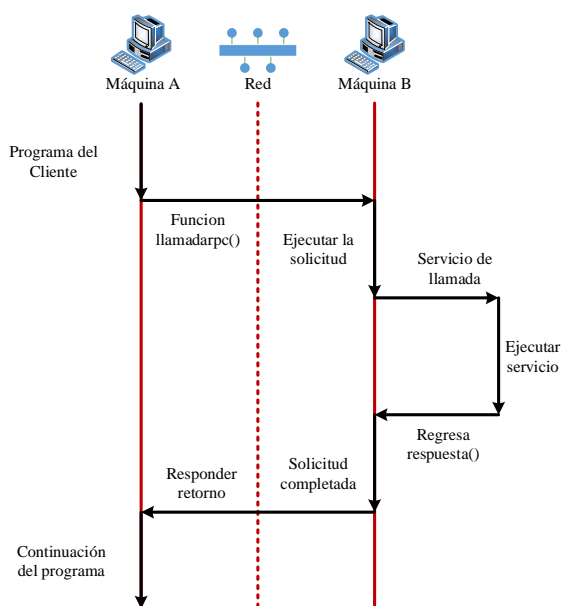 Máquina A
Red
Máquina B
Programa del
Cliente
Funcion
llamadarpc()
Ejecutar la
solicitud
Servicio de
llamada
Ejecutar
servicio
Regresa
respuesta()
Solicitud
completada
Responder
retorno
Continuación
del programa